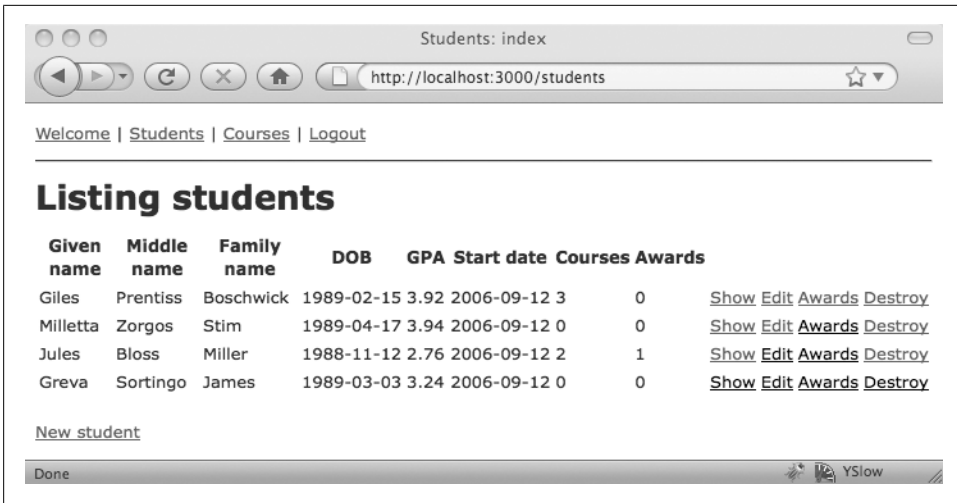 Students: index
http://localhost:3000/students
Welcome | Students | Courses | Logout
Listing students
Given name Middle name Family name DOB GPA Start date Courses Awards
Giles Prentiss Boschwick 1989-02-15 3.92 2006-09-12 3 0 Show Edit Awards Destroy
Milletta Zorgos Stim 1989-04-17 3.94 2006-09-12 0 0 Show Edit Awards Destroy
Jules Bloss Miller 1988-11-12 2.76 2006-09-12 2 1 Show Edit Awards Destroy
Greva Sortingo James 1989-03-03 3.24 2006-09-12 0 0 Show Edit Awards Destroy
New student
Done YSlow